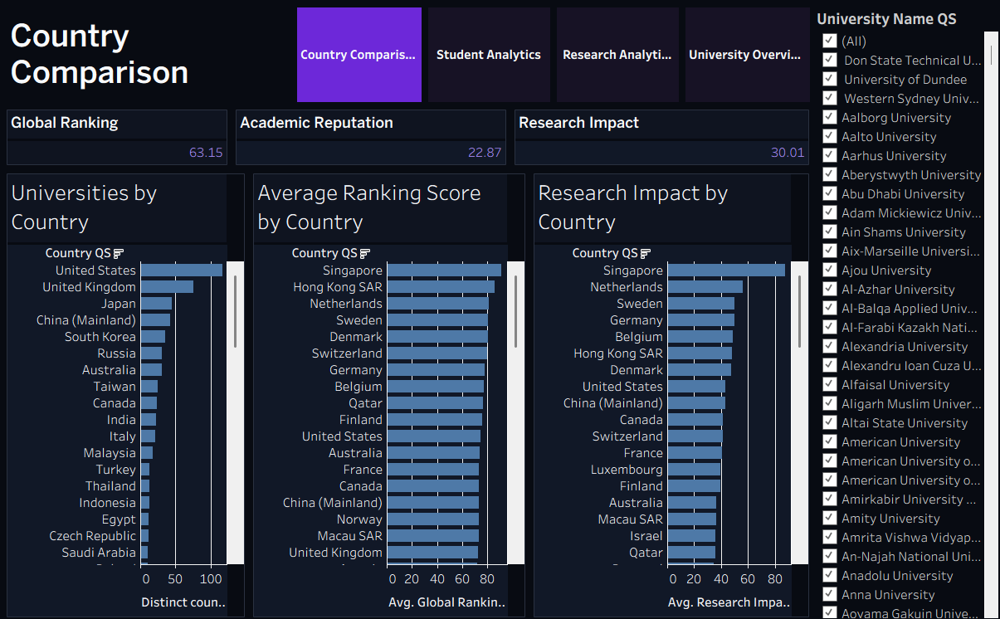 Country
Comparison
Country Comparis...
Student Analytics
Research Analyti...
University Overvi...
Global Ranking
63.15
Academic Reputation
22.87
Research Impact
30.01
Universities by
Country
Country QS
United States
United Kingdom
Japan
China (Mainland)
South Korea
Russia
Australia
Taiwan
Canada
India
Italy
Malaysia
Turkey
Thailand
Indonesia
Egypt
Czech Republic
Saudi Arabia
0 50 100
Distinct coun..
Average Ranking Score
by Country
Country QS
Singapore
Hong Kong SAR
Netherlands
Sweden
Denmark
Switzerland
Germany
Belgium
Qatar
Finland
United States
Australia
France
Canada
China (Mainland)
Norway
Macau SAR
United Kingdom
0 20 40 60 80
Avg. Global Rankin..
Research Impact by
Country
Country QS
Singapore
Netherlands
Sweden
Germany
Belgium
Hong Kong SAR
Denmark
United States
China (Mainland)
Canada
Switzerland
France
Luxembourg
Finland
Australia
Macau SAR
Israel
Qatar
0 20 40 60 80
Avg. Research Impa..
University Name QS
(All)
Don State Technical U...
University of Dundee
Western Sydney Univ...
Aalborg University
Aalto University
Aarhus University
Aberystwyth University
Abu Dhabi University
Adam Mickiewicz Univ...
Ain Shams University
Aix-Marseille Universi...
Ajou University
Al-Azhar University
Al-Balqa Applied Univ...
Al-Farabi Kazakh Nati...
Alexandria University
Alexandru Ioan Cuza U...
Alfaisal University
Aligarh Muslim Univer...
Altai State University
American University
American University o...
American University o...
Amirkabir University ...
Amity University
Amrita Vishwa Vidyap...
An-Najah National Uni...
Anadolu University
Anna University
Aoyama Gakuin Unive...